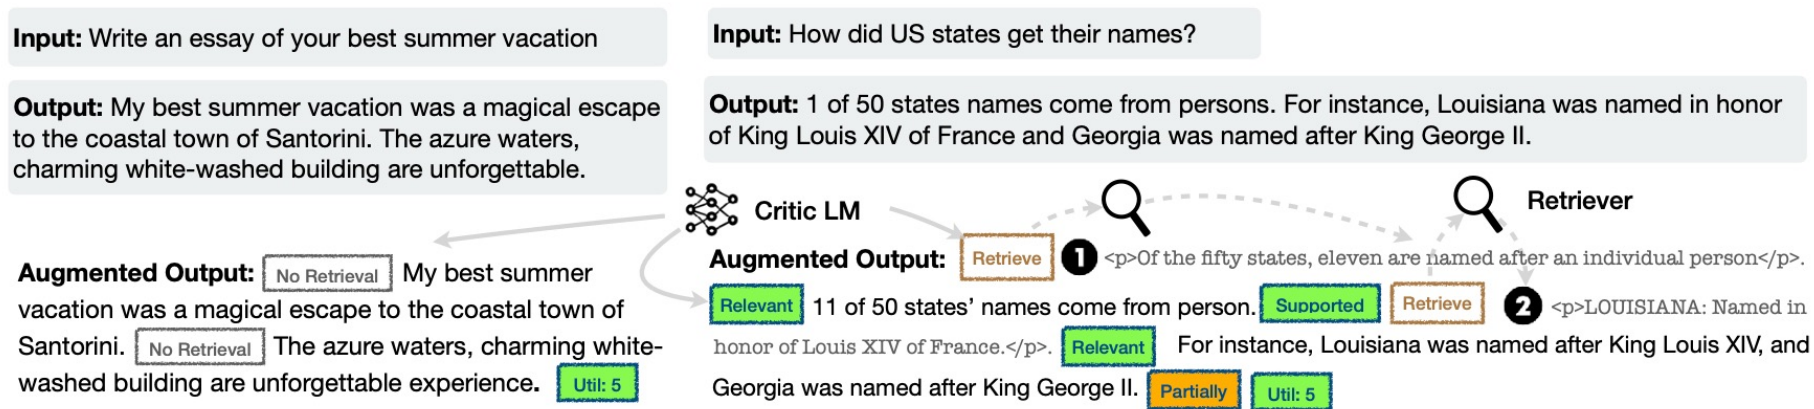 Input: Write an essay of your best summer vacation
Output: My best summer vacation was a magical escape
to the coastal town of Santorini. The azure waters,
charming white-washed building are unforgettable.
Augmented Output: No Retrieval My best summer
vacation was a magical escape to the coastal town of
Santorini. No Retrieval The azure waters, charming white-
washed building are unforgettable experience. Util: 5
Input: How did US states get their names?
Output: 1 of 50 states names come from persons. For instance, Louisiana was named in honor
of King Louis XIV of France and Georgia was named after King George II.
Critic LM
Retriever
Augmented Output: Retrieve 1 <p>Of the fifty states, eleven are named after an individual person</p>.
Relevant 11 of 50 states' names come from person. Supported Retrieve 2 <p>LOUISIANA: Named in
honor of Louis XIV of France.</p>. Relevant For instance, Louisiana was named after King Louis XIV, and
Georgia was named after King George II. Partially Util: 5